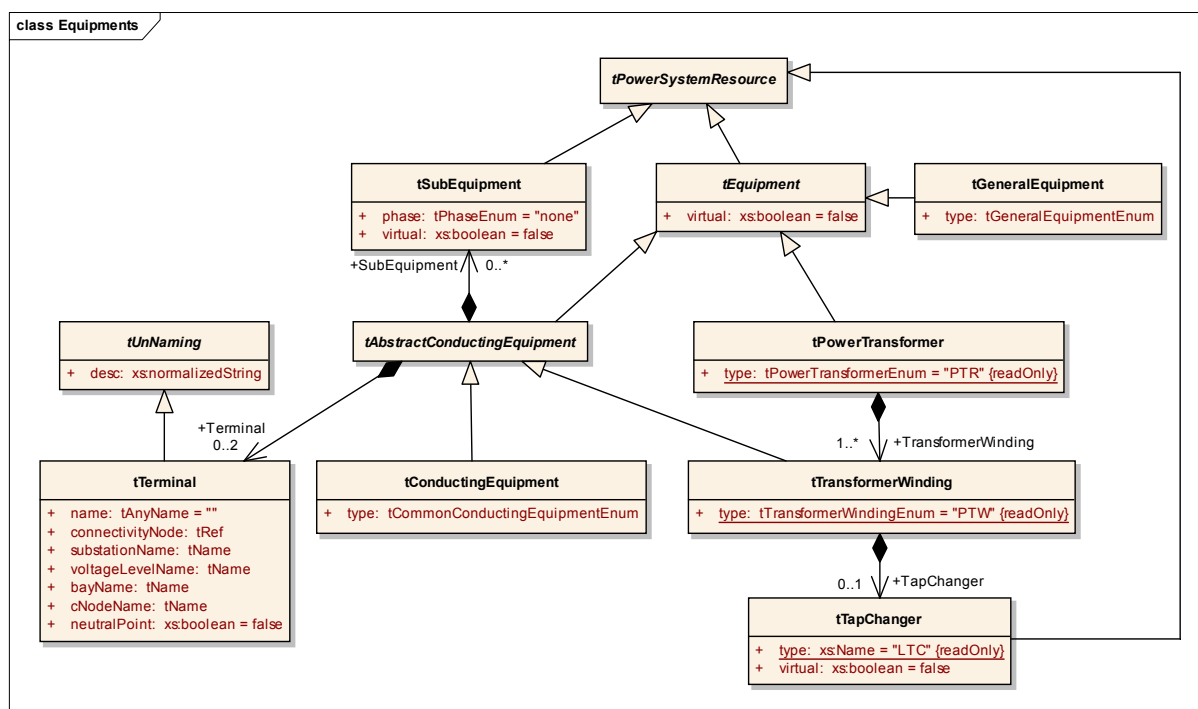 class Equipments
tPowerSystemResource
tSubEquipment
+ phase: tPhaseEnum = "none"
+ virtual: xs:boolean = false
tEquipment
+ virtual: xs:boolean = false
tGeneralEquipment
+ type: tGeneralEquipmentEnum
+SubEquipment
0..*
tUnNaming
+ desc: xs:normalizedString
tAbstractConductingEquipment
tPowerTransformer
+ type: tPowerTransformerEnum = "PTR" {readOnly}
+Terminal
0..2
1..*
+TransformerWinding
tTerminal
+ name: tAnyName = ""
+ connectivityNode: tRef
+ substationName: tName
+ voltageLevelName: tName
+ bayName: tName
+ cNodeName: tName
+ neutralPoint: xs:boolean = false
tConductingEquipment
+ type: tCommonConductingEquipmentEnum
tTransformerWinding
+ type: tTransformerWindingEnum = "PTW" {readOnly}
0..1
+TapChanger
tTapChanger
+ type: xs:Name = "LTC" {readOnly}
+ virtual: xs:boolean = false